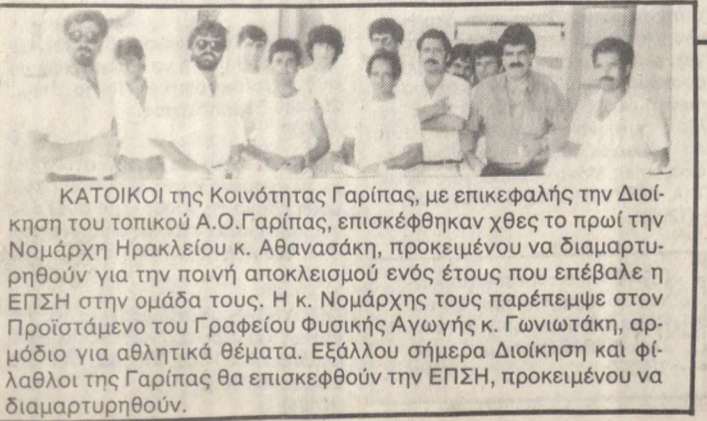 ΚΑΤΟΙΚΟΙ της Κοινότητας Γαρίπας, με επικεφαλής την Διοί-
κηση του τοπικού Α.Ο.Γαρίπας, επισκέφθηκαν χθες το πρωί την
Νομάρχη Ηρακλείου κ. Αθανασάκη, προκειμένου να διαμαρτυ-
ρηθούν για την ποινή αποκλεισμού ενός έτους που επέβαλε η
ΕΠΣΗ στην ομάδα τους. Η κ. Νομάρχης τους παρέπεμψε στον
Προϊστάμενο του Γραφείου Φυσικής Αγωγής κ. Γωνιωτάκη, αρ-
μόδιο για αθλητικά θέματα. Εξάλλου σήμερα Διοίκηση και φί-
λαθλοι της Γαρίπας θα επισκεφθούν την ΕΠΣΗ, προκειμένου να
διαμαρτυρηθούν.